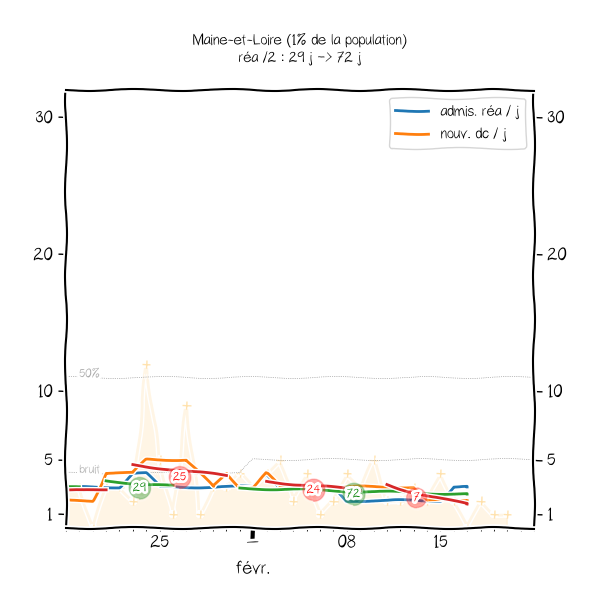 Maine-et-Loire (1% de la population)
réa /2 : 29 j -> 72 j
admis. réa / j
nouv. dc / j
30 30
20 20
50%
10 10
5 5
bruit
29 25 24 72 7
1 1
25 08 15
févr.